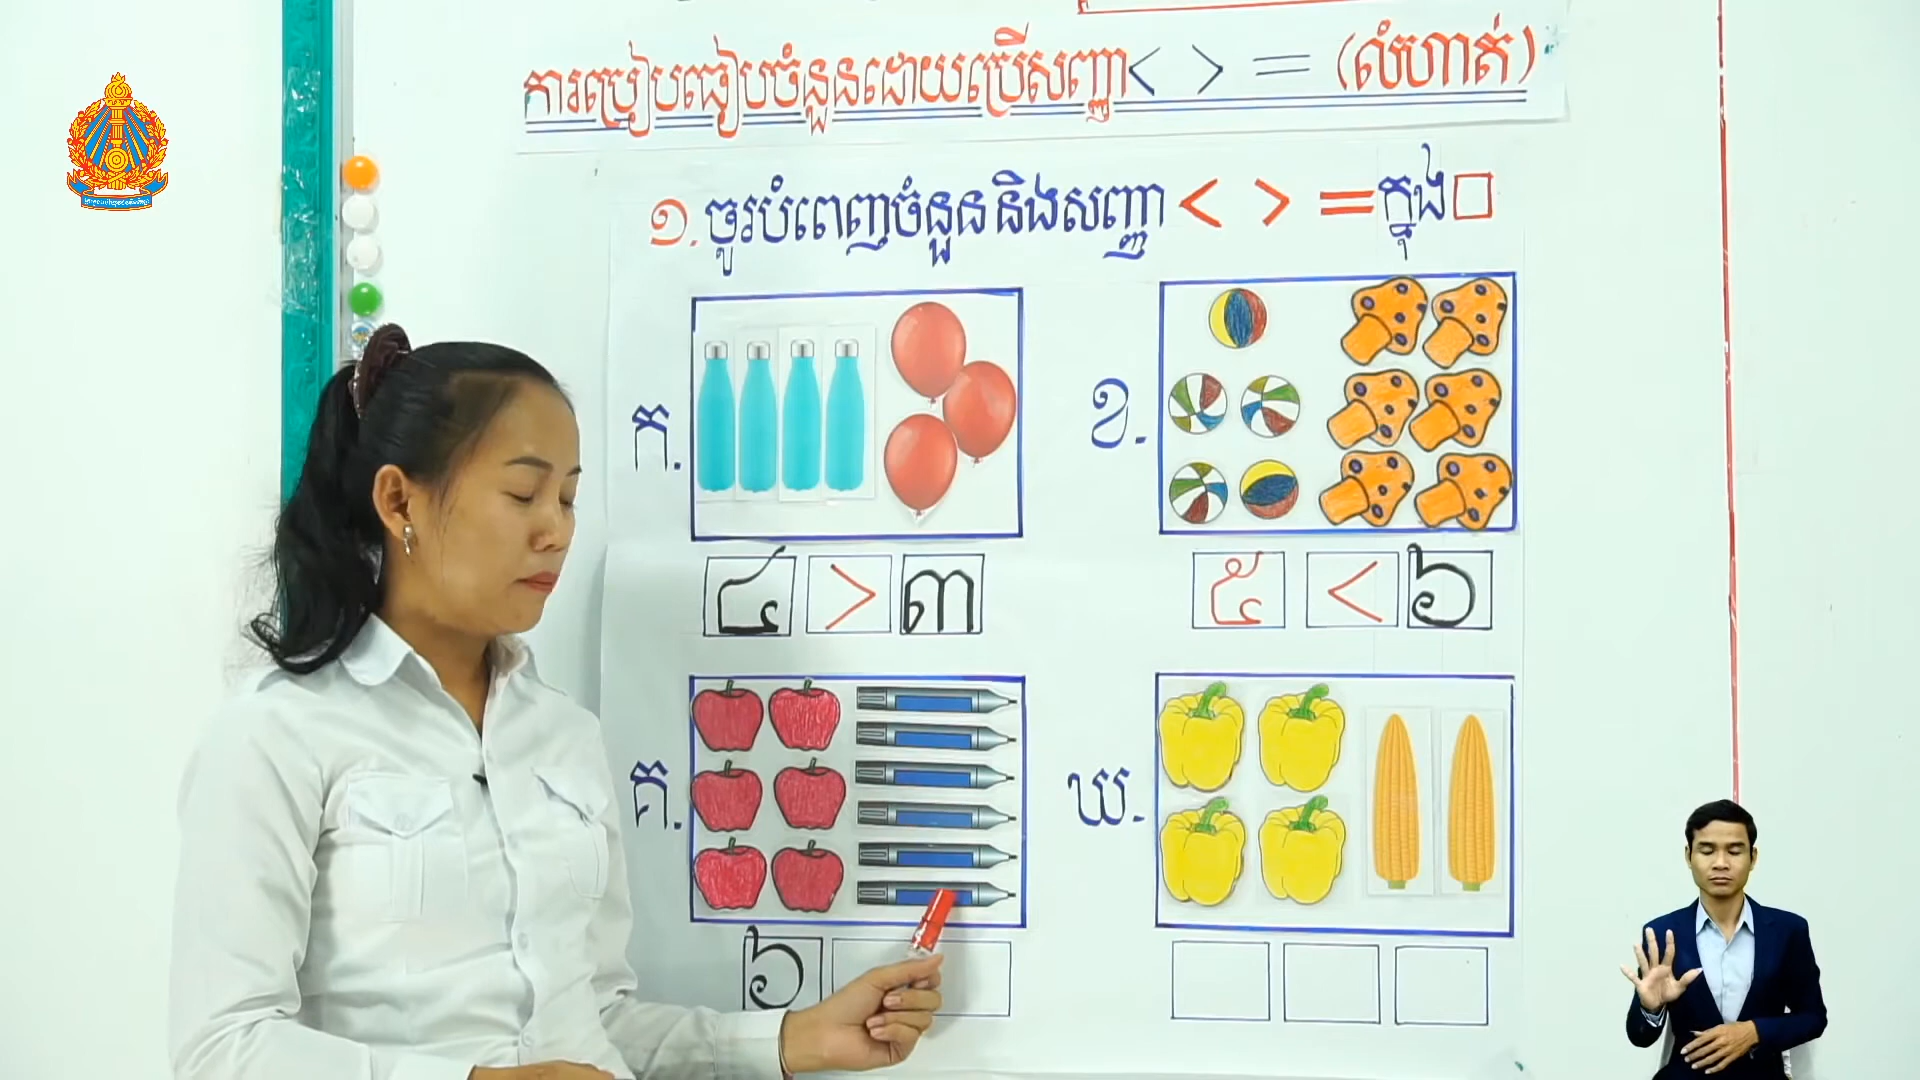 ការប្រៀបធៀបចំនួនដោយប្រើសញ្ញា < > = (លំហាត់)
១. ចូរបំពេញចំនួននិងសញ្ញា < > = ក្នុង □
ក.
ខ.
៤ > ៣
៥ < ៦
គ.
ឃ.
៦